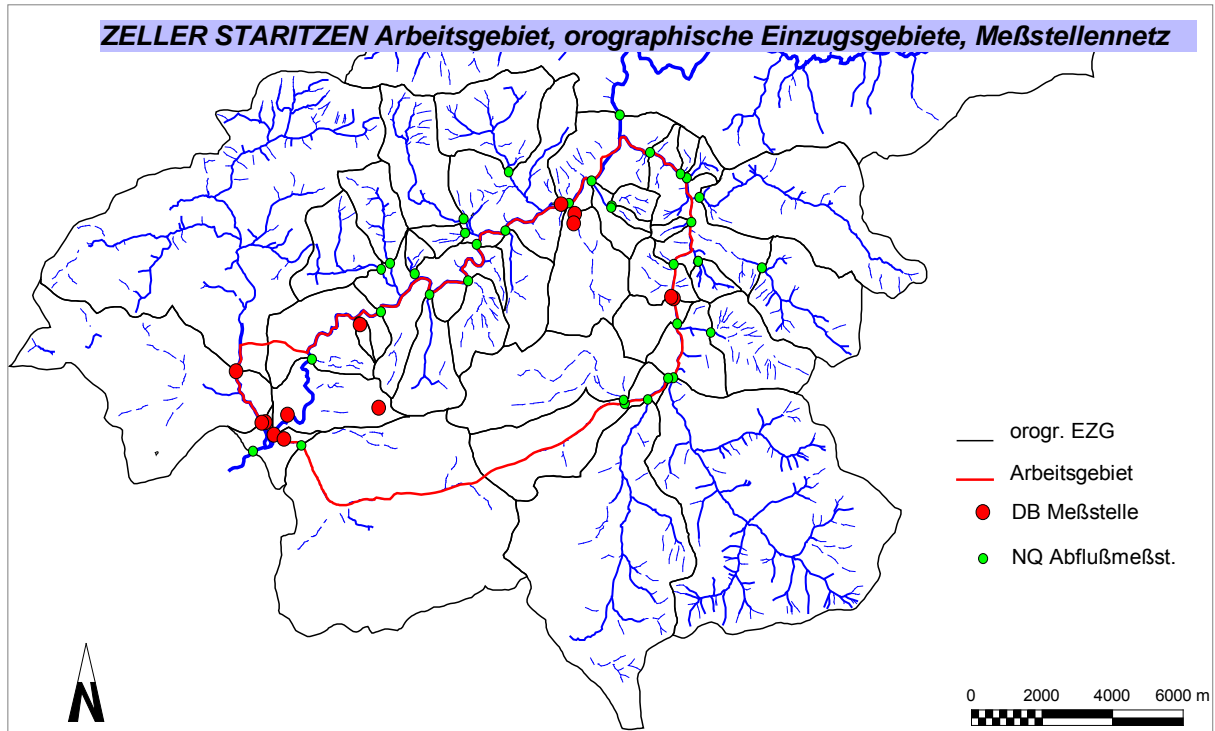 ZELLER STARITZEN Arbeitsgebiet, orographische Einzugsgebiete, Meßstellennetz
orogr. EZG
Arbeitsgebiet
DB Meßstelle
NQ Abflußmeßst.
N
0 2000 4000 6000 m